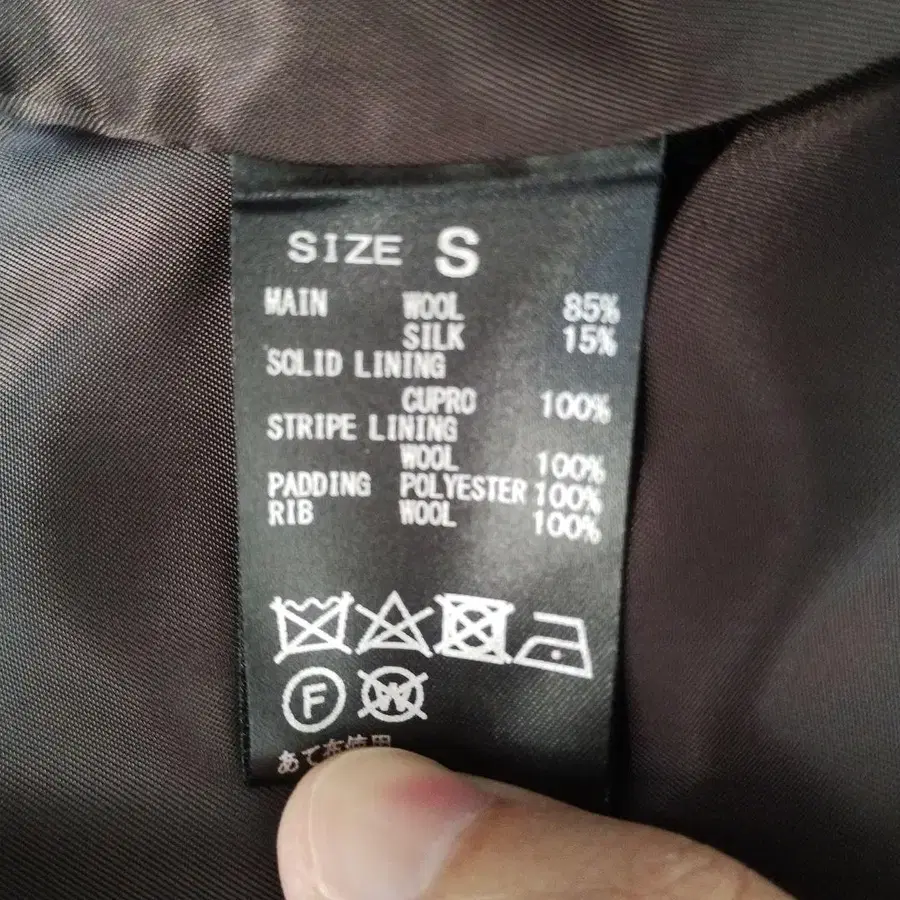 SIZE S
MAIN WOOL 85%
SILK 15%
SOLID LINING
CUPRO 100%
STRIPE LINING
WOOL 100%
PADDING POLYESTER 100%
RIB WOOL 100%
F W
あて布使用